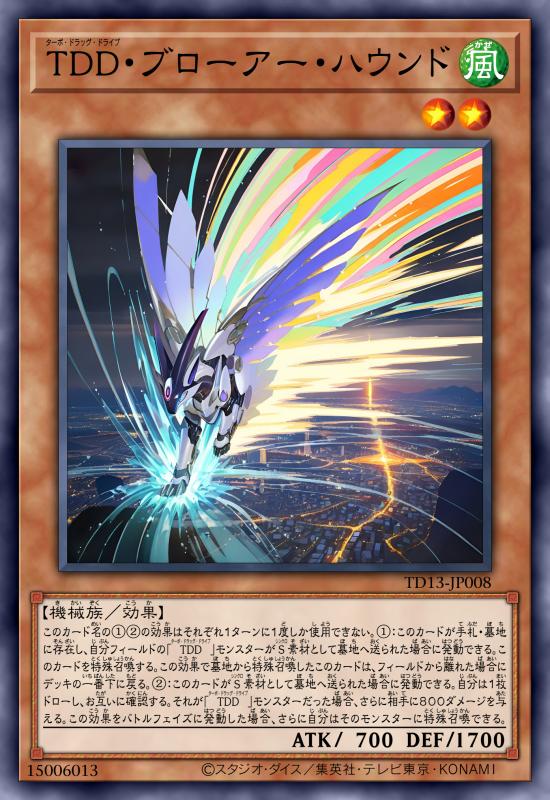 ターボ・ドラッグ・ドライブ
TDD・ブローアー・ハウンド
かぜ
風
TD13-JP008
【機械族／効果】
このカード名の①②の効果はそれぞれ1ターンに1度しか使用できない。①：このカードが手札・墓地
に存在し、自分フィールドの「TDD」モンスターがS素材として墓地へ送られた場合に発動できる。こ
のカードを特殊召喚する。この効果で墓地から特殊召喚したこのカードは、フィールドから離れた場合に
デッキの一番下に戻る。②：このカードがS素材として墓地へ送られた場合に発動できる。自分は1枚
ドローし、お互いに確認する。それが「TDD」モンスターだった場合、さらに相手に800ダメージを与
える。この効果をバトルフェイズに発動した場合、さらに自分はそのモンスターに特殊召喚できる。
ATK/ 700 DEF/1700
15006013 ©スタジオ・ダイス／集英社・テレビ東京・KONAMI